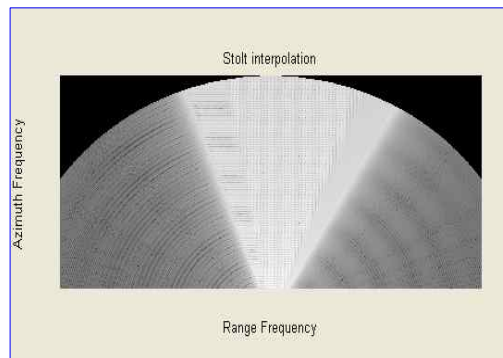 Stolt interpolation
Azimuth Frequency
Range Frequency